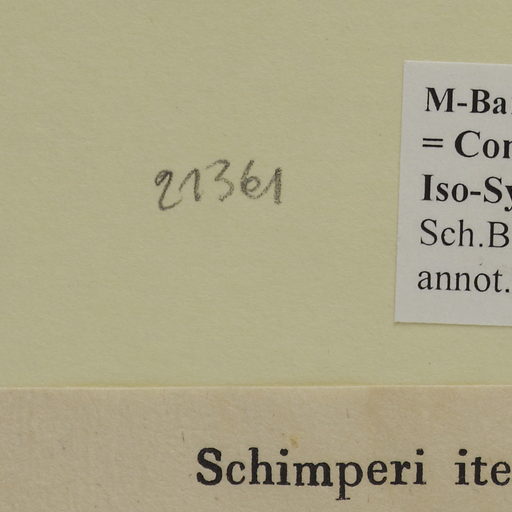 M-Ba
= Con
Iso-Sy
Sch.B
annot.
21361
Schimperi ite